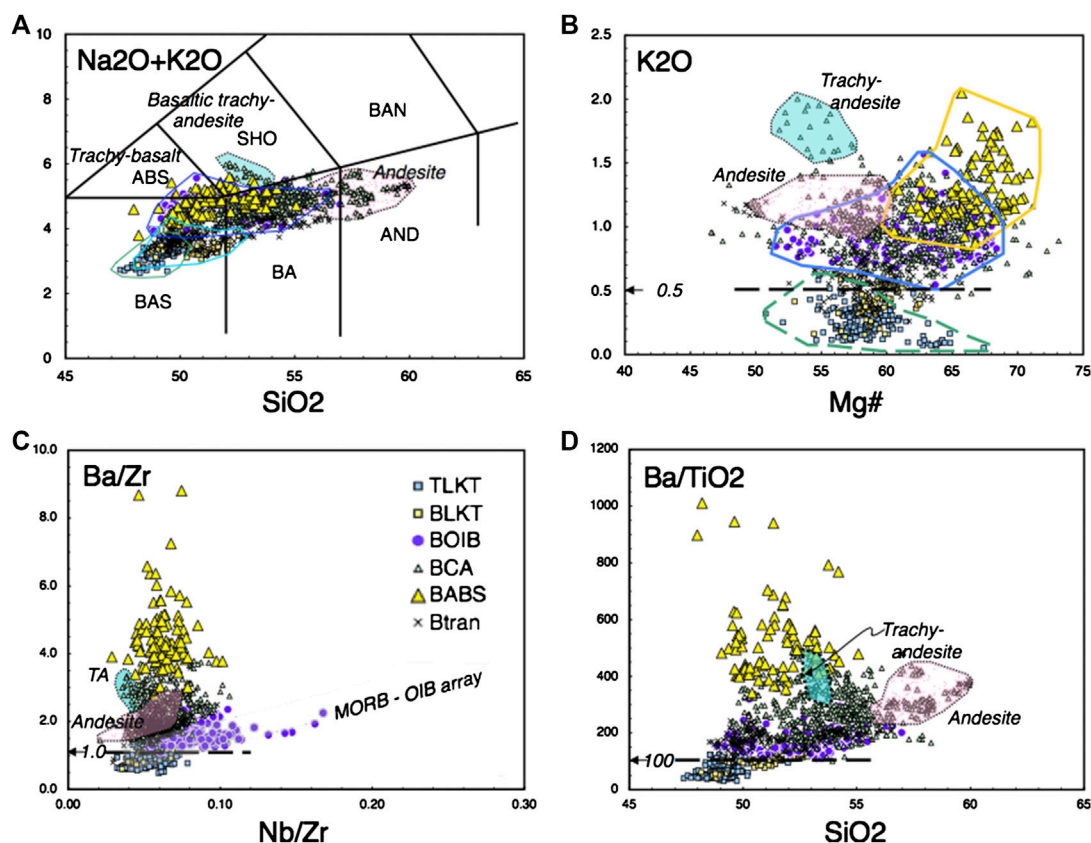 A
10
8
6
4
2
0
Na2O+K2O
Basaltic trachy-
andesite
SHO
BAN
Trachy-basalt
ABS
Andesite
AND
BA
BAS
45 50 55 60 65
SiO2
B
2.5
2.0
1.5
1.0
0.5
0.0
K2O
Trachy-
andesite
Andesite
0.5
40 45 50 55 60 65 70 75
Mg#
C
10.0
8.0
6.0
4.0
2.0
0.0
Ba/Zr
TLKT
BLKT
BOIB
BCA
BABS
Btran
TA
Andesite
MORB - OIB array
1.0
0.00 0.10 0.20 0.30
Nb/Zr
D
1200
1000
800
600
400
200
0
Ba/TiO2
Trachy-
andesite
Andesite
100
45 50 55 60 65
SiO2